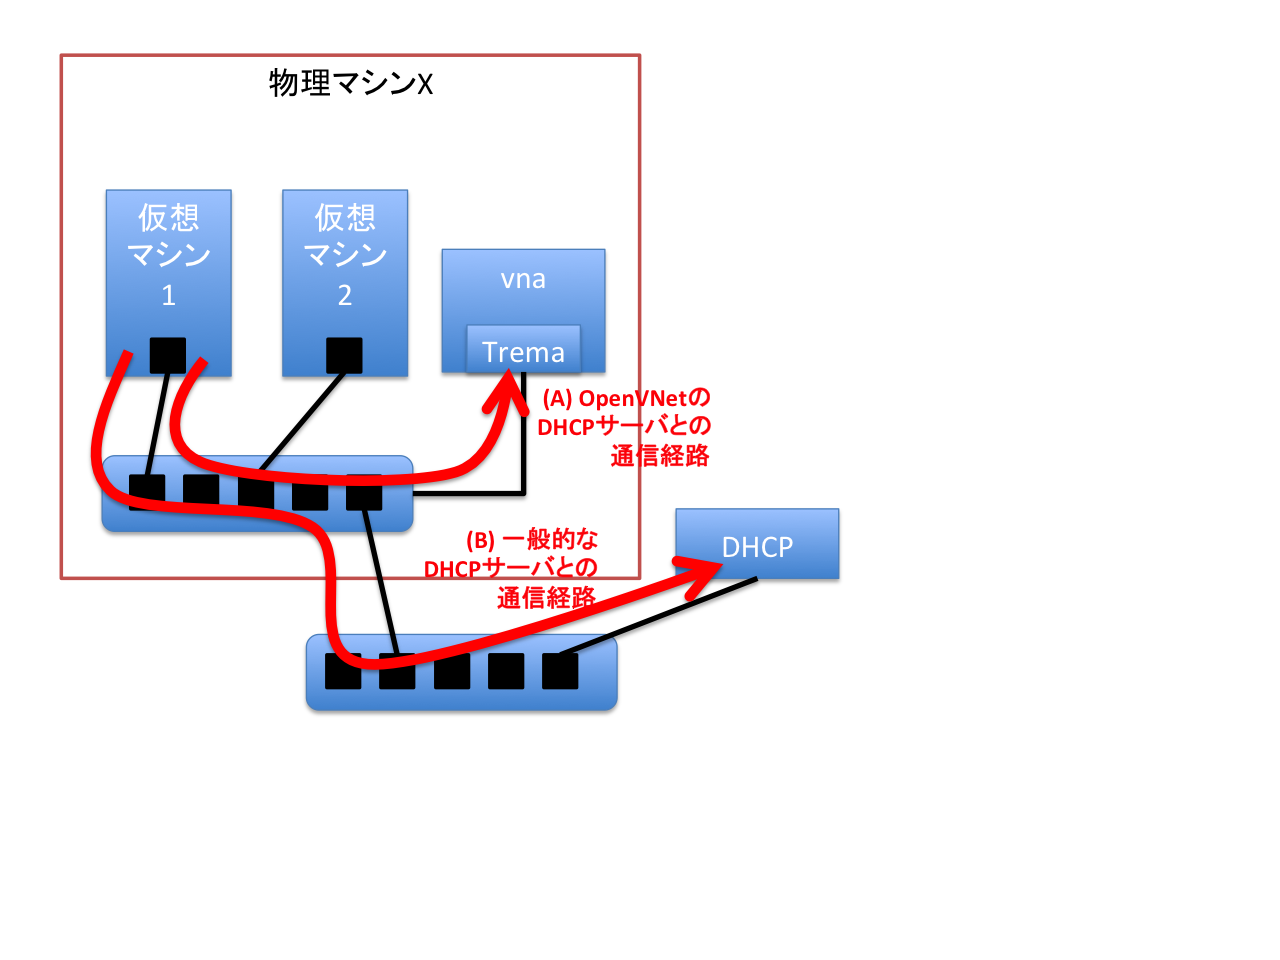 物理マシンX
仮想
マシン
1
仮想
マシン
2
vna
Trema
(A) OpenVNetの
DHCPサーバとの
通信経路
(B) 一般的な
DHCPサーバとの
通信経路
DHCP